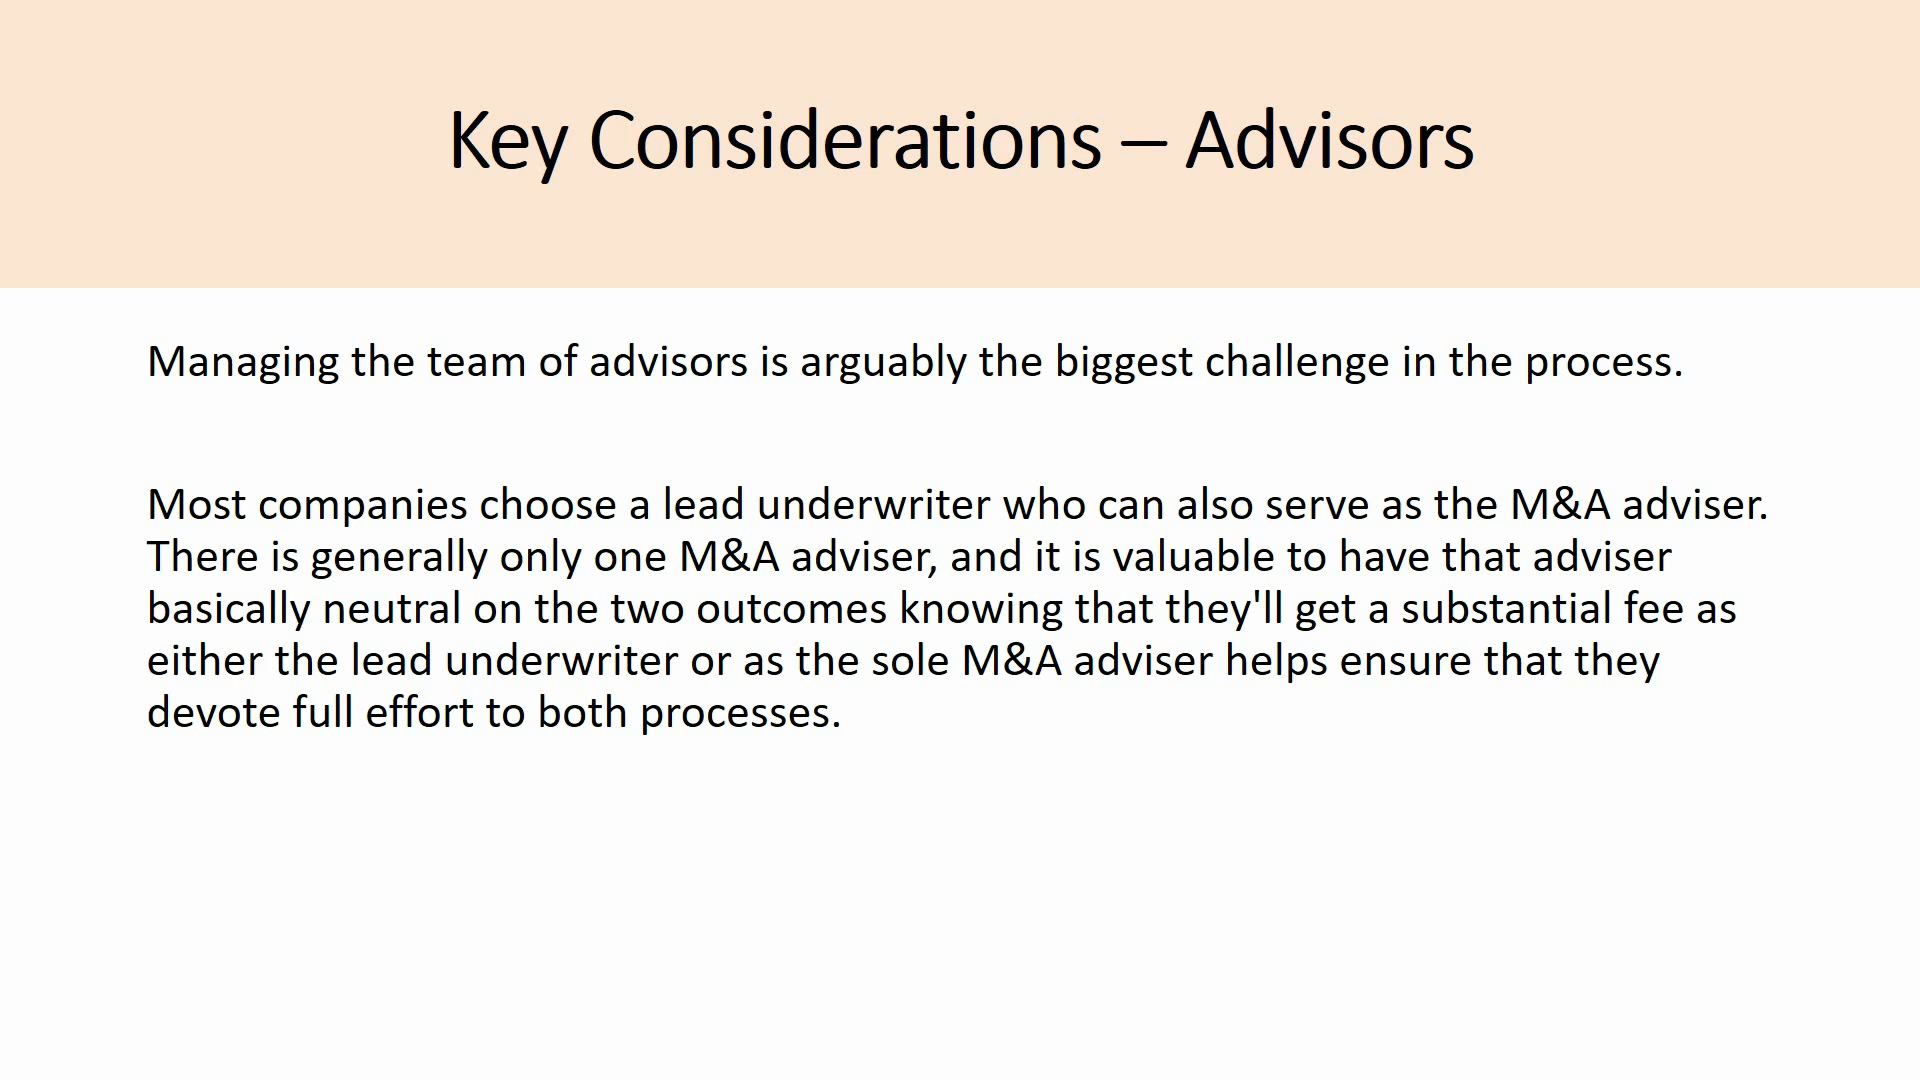 Key Considerations – Advisors
Managing the team of advisors is arguably the biggest challenge in the process.
Most companies choose a lead underwriter who can also serve as the M&A adviser.
There is generally only one M&A adviser, and it is valuable to have that adviser
basically neutral on the two outcomes knowing that they'll get a substantial fee as
either the lead underwriter or as the sole M&A adviser helps ensure that they
devote full effort to both processes.